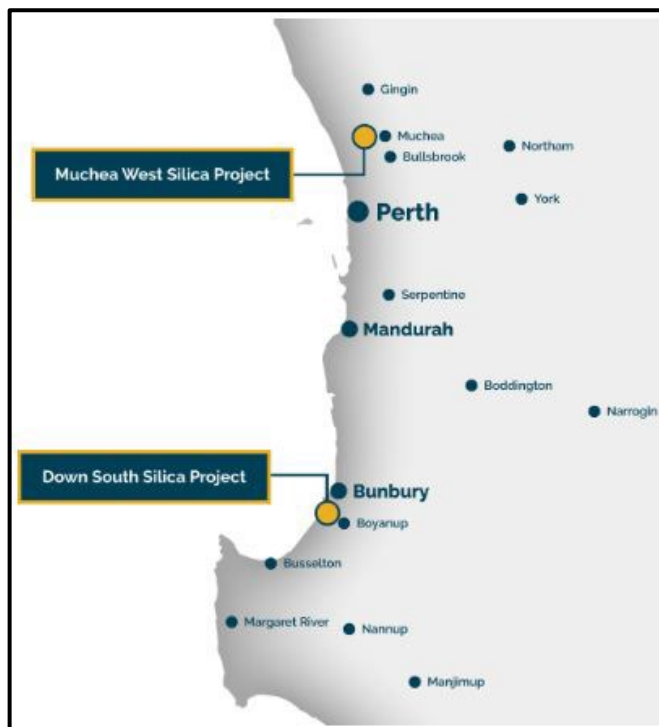 Gingin
Muchea
Northam
Bullsbrook
Muchea West Silica Project
York
Perth
Serpentine
Mandurah
Boddington
Narrogin
Down South Silica Project
Bunbury
Boyanup
Busselton
Margaret River
Nannup
Manjimup